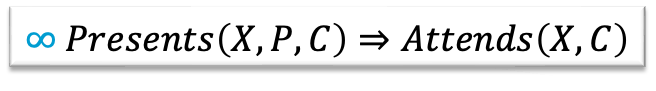 ∞ Presents(X, P, C) ⇒ Attends(X, C)